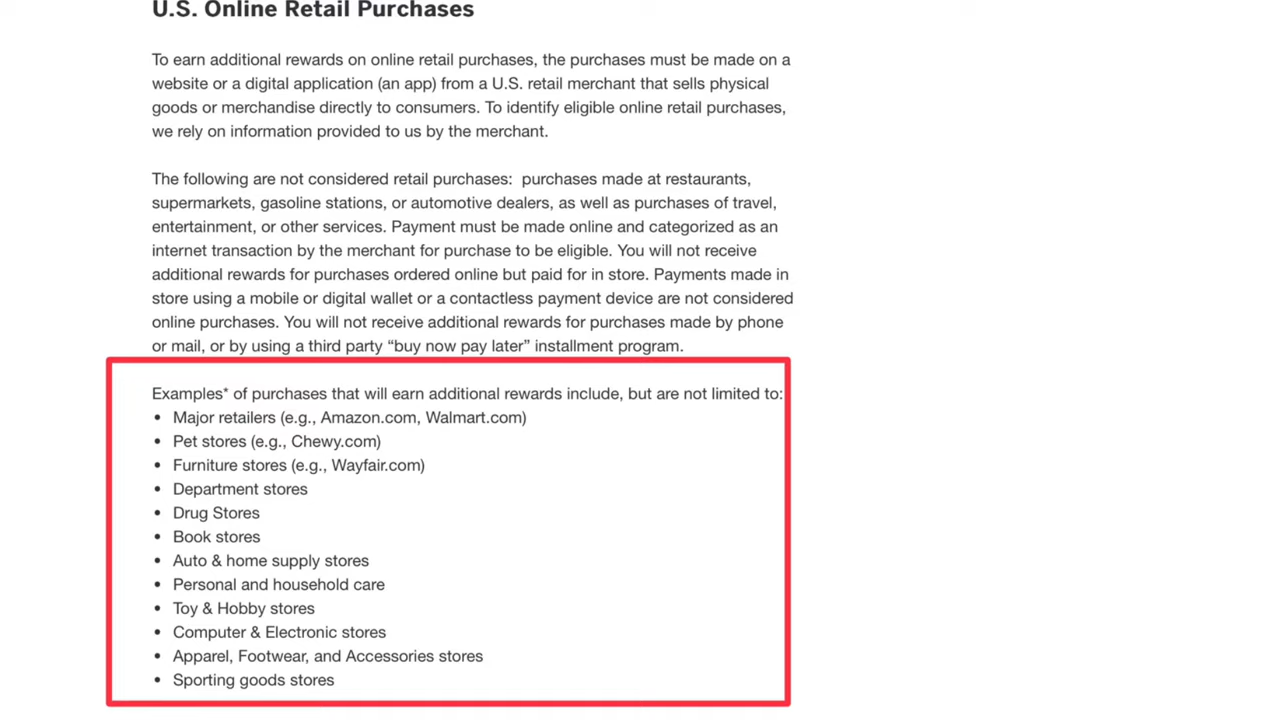 U.S. Online Retail Purchases
To earn additional rewards on online retail purchases, the purchases must be made on a
website or a digital application (an app) from a U.S. retail merchant that sells physical
goods or merchandise directly to consumers. To identify eligible online retail purchases,
we rely on information provided to us by the merchant.
The following are not considered retail purchases:  purchases made at restaurants,
supermarkets, gasoline stations, or automotive dealers, as well as purchases of travel,
entertainment, or other services. Payment must be made online and categorized as an
internet transaction by the merchant for purchase to be eligible. You will not receive
additional rewards for purchases ordered online but paid for in store. Payments made in
store using a mobile or digital wallet or a contactless payment device are not considered
online purchases. You will not receive additional rewards for purchases made by phone
or mail, or by using a third party “buy now pay later” installment program.
Examples* of purchases that will earn additional rewards include, but are not limited to:
• Major retailers (e.g., Amazon.com, Walmart.com)
• Pet stores (e.g., Chewy.com)
• Furniture stores (e.g., Wayfair.com)
• Department stores
• Drug Stores
• Book stores
• Auto & home supply stores
• Personal and household care
• Toy & Hobby stores
• Computer & Electronic stores
• Apparel, Footwear, and Accessories stores
• Sporting goods stores